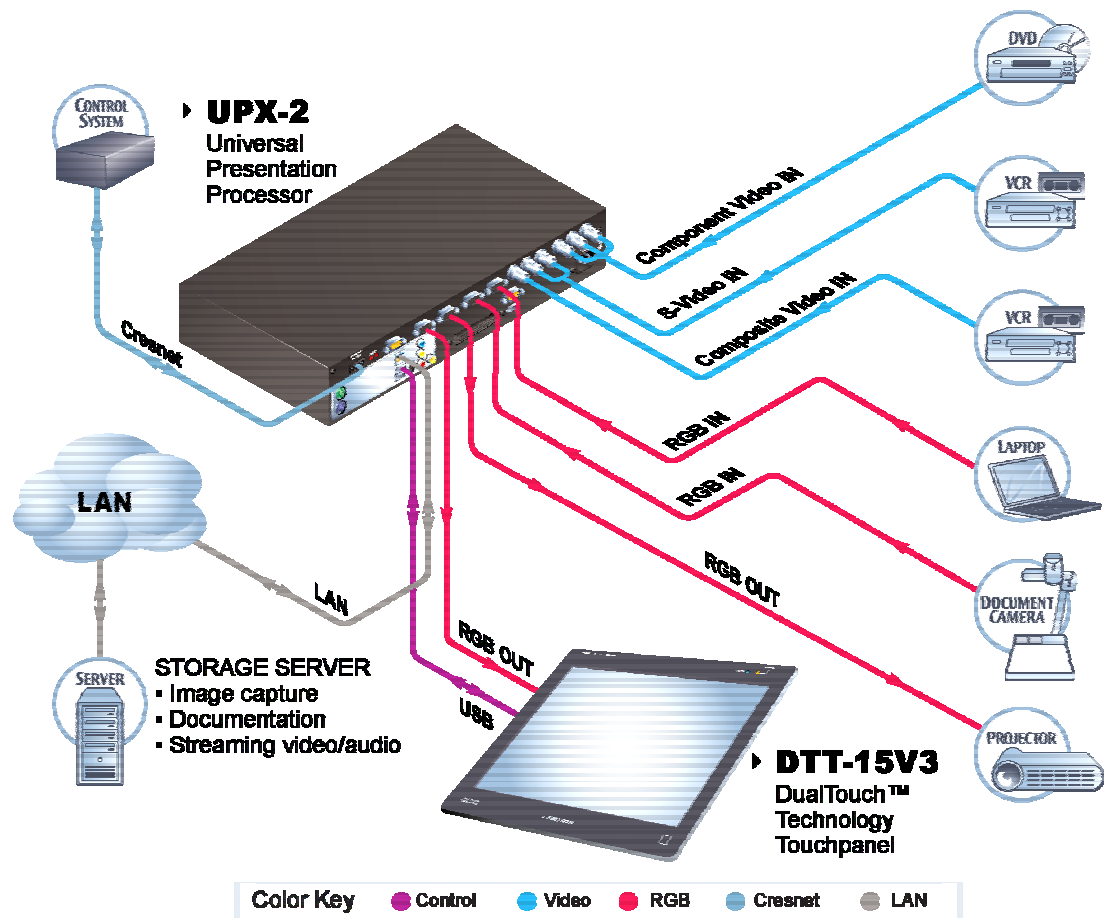 DVD
CONTROL
SYSTEM
UPX-2
Universal
Presentation
Processor
VCR
Component Video IN
S-Video IN
Composite Video IN
VCR
Cresnet
RGB IN
LAPTOP
RGB IN
LAN
RGB OUT
DOCUMENT
CAMERA
LAN
RGB OUT
STORAGE SERVER
▪ Image capture
▪ Documentation
▪ Streaming video/audio
SERVER
USB
PROJECTOR
DTT-15V3
DualTouch™
Technology
Touchpanel
Color Key Control Video RGB Cresnet LAN